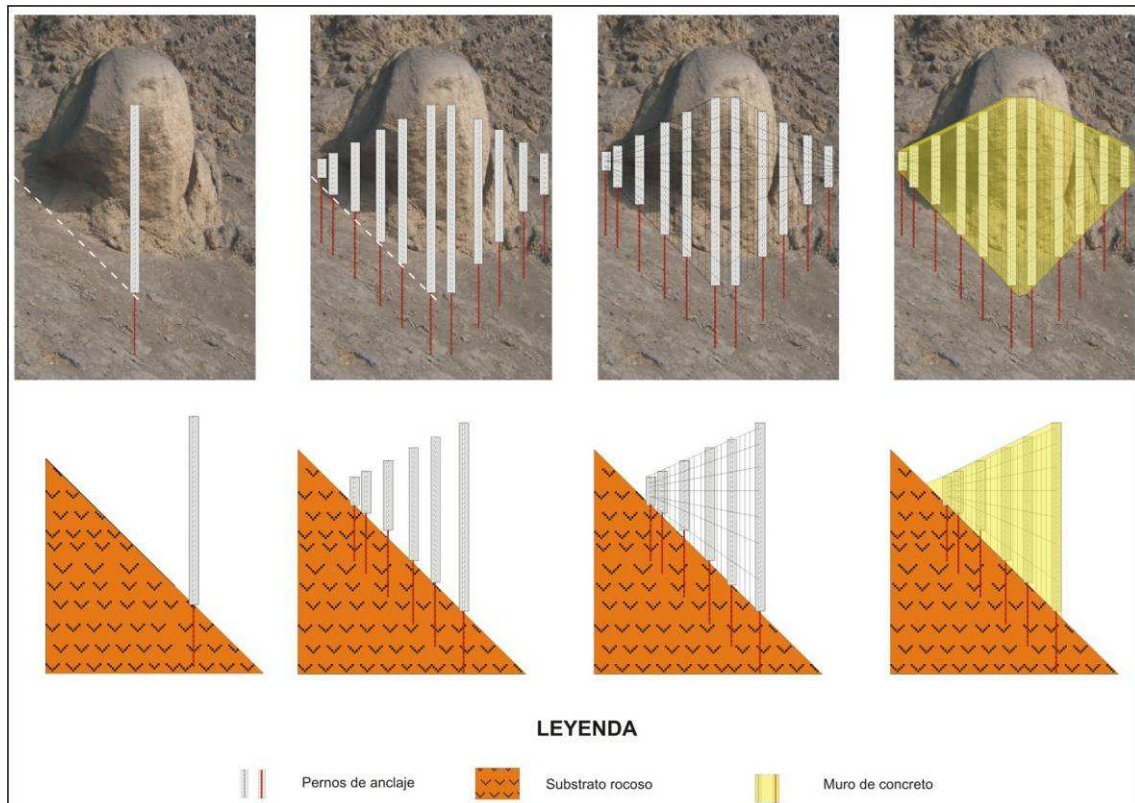 LEYENDA
Pernos de anclaje
Substrato rocoso
Muro de concreto